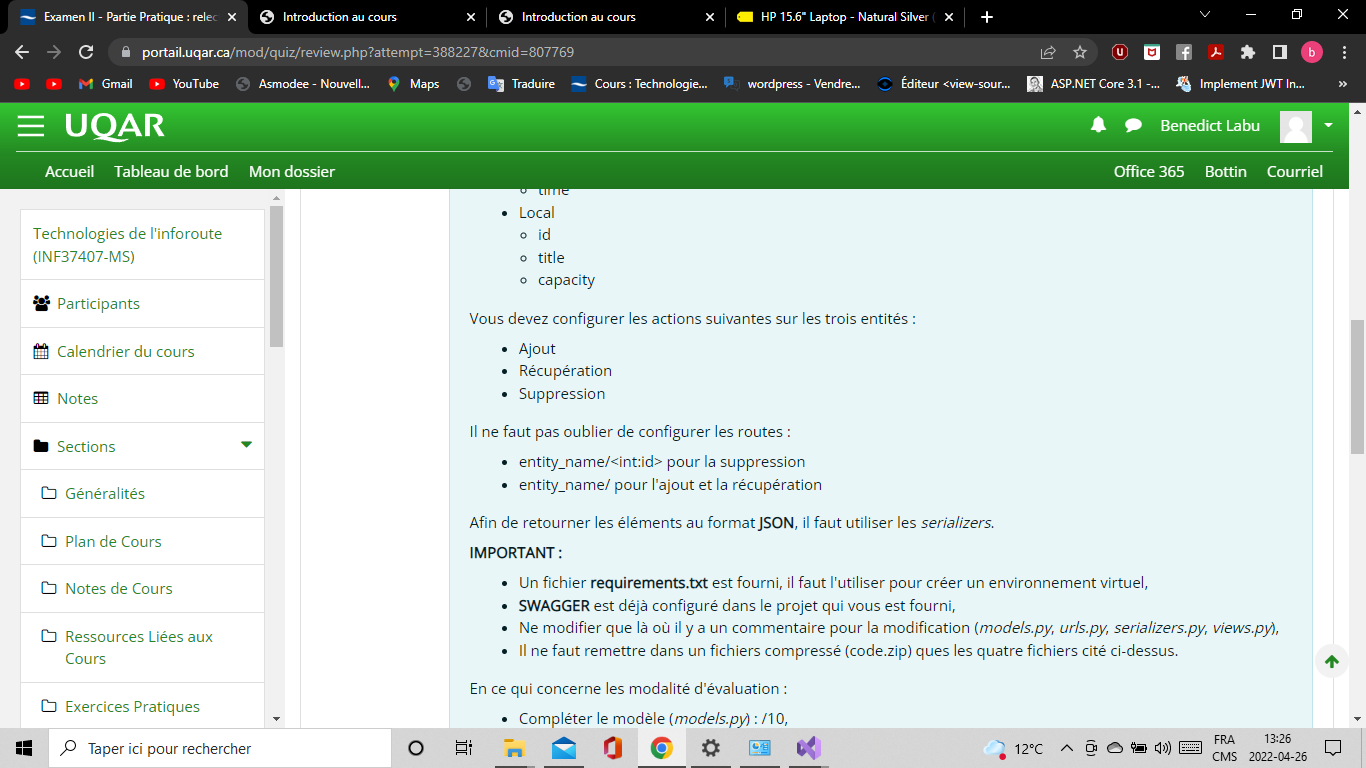 Examen II - Partie Pratique : relec
Introduction au cours
Introduction au cours
HP 15.6" Laptop - Natural Silver (
portail.uqar.ca/mod/quiz/review.php?attempt=388227&cmid=807769
b
Gmail
YouTube
Asmodee - Nouvell...
Maps
Traduire
Cours : Technologie...
wordpress - Vendre...
Éditeur <view-sour...
ASP.NET Core 3.1 -...
Implement JWT In...
»
UQAR
Benedict Labu
Accueil
Tableau de bord
Mon dossier
Office 365
Bottin
Courriel
Technologies de l'inforoute
(INF37407-MS)
Participants
Calendrier du cours
Notes
Sections
Généralités
Plan de Cours
Notes de Cours
Ressources Liées aux
Cours
Exercices Pratiques
time
Local
id
title
capacity
Vous devez configurer les actions suivantes sur les trois entités :
Ajout
Récupération
Suppression
Il ne faut pas oublier de configurer les routes :
entity_name/<int:id> pour la suppression
entity_name/ pour l'ajout et la récupération
Afin de retourner les éléments au format JSON, il faut utiliser les serializers.
IMPORTANT :
Un fichier requirements.txt est fourni, il faut l'utiliser pour créer un environnement virtuel,
SWAGGER est déjà configuré dans le projet qui vous est fourni,
Ne modifier que là où il y a un commentaire pour la modification (models.py, urls.py, serializers.py, views.py),
Il ne faut remettre dans un fichiers compressé (code.zip) ques les quatre fichiers cité ci-dessus.
En ce qui concerne les modalité d'évaluation :
Compléter le modèle (models.py) : /10,
Taper ici pour rechercher
12°C
FRA
CMS
13:26
2022-04-26